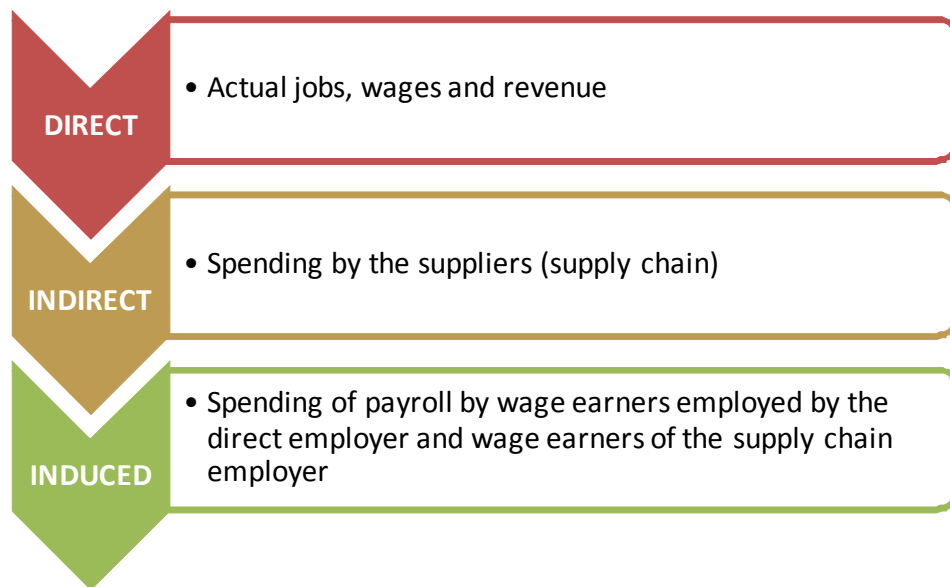 DIRECT
• Actual jobs, wages and revenue
INDIRECT
• Spending by the suppliers (supply chain)
INDUCED
• Spending of payroll by wage earners employed by the
direct employer and wage earners of the supply chain
employer